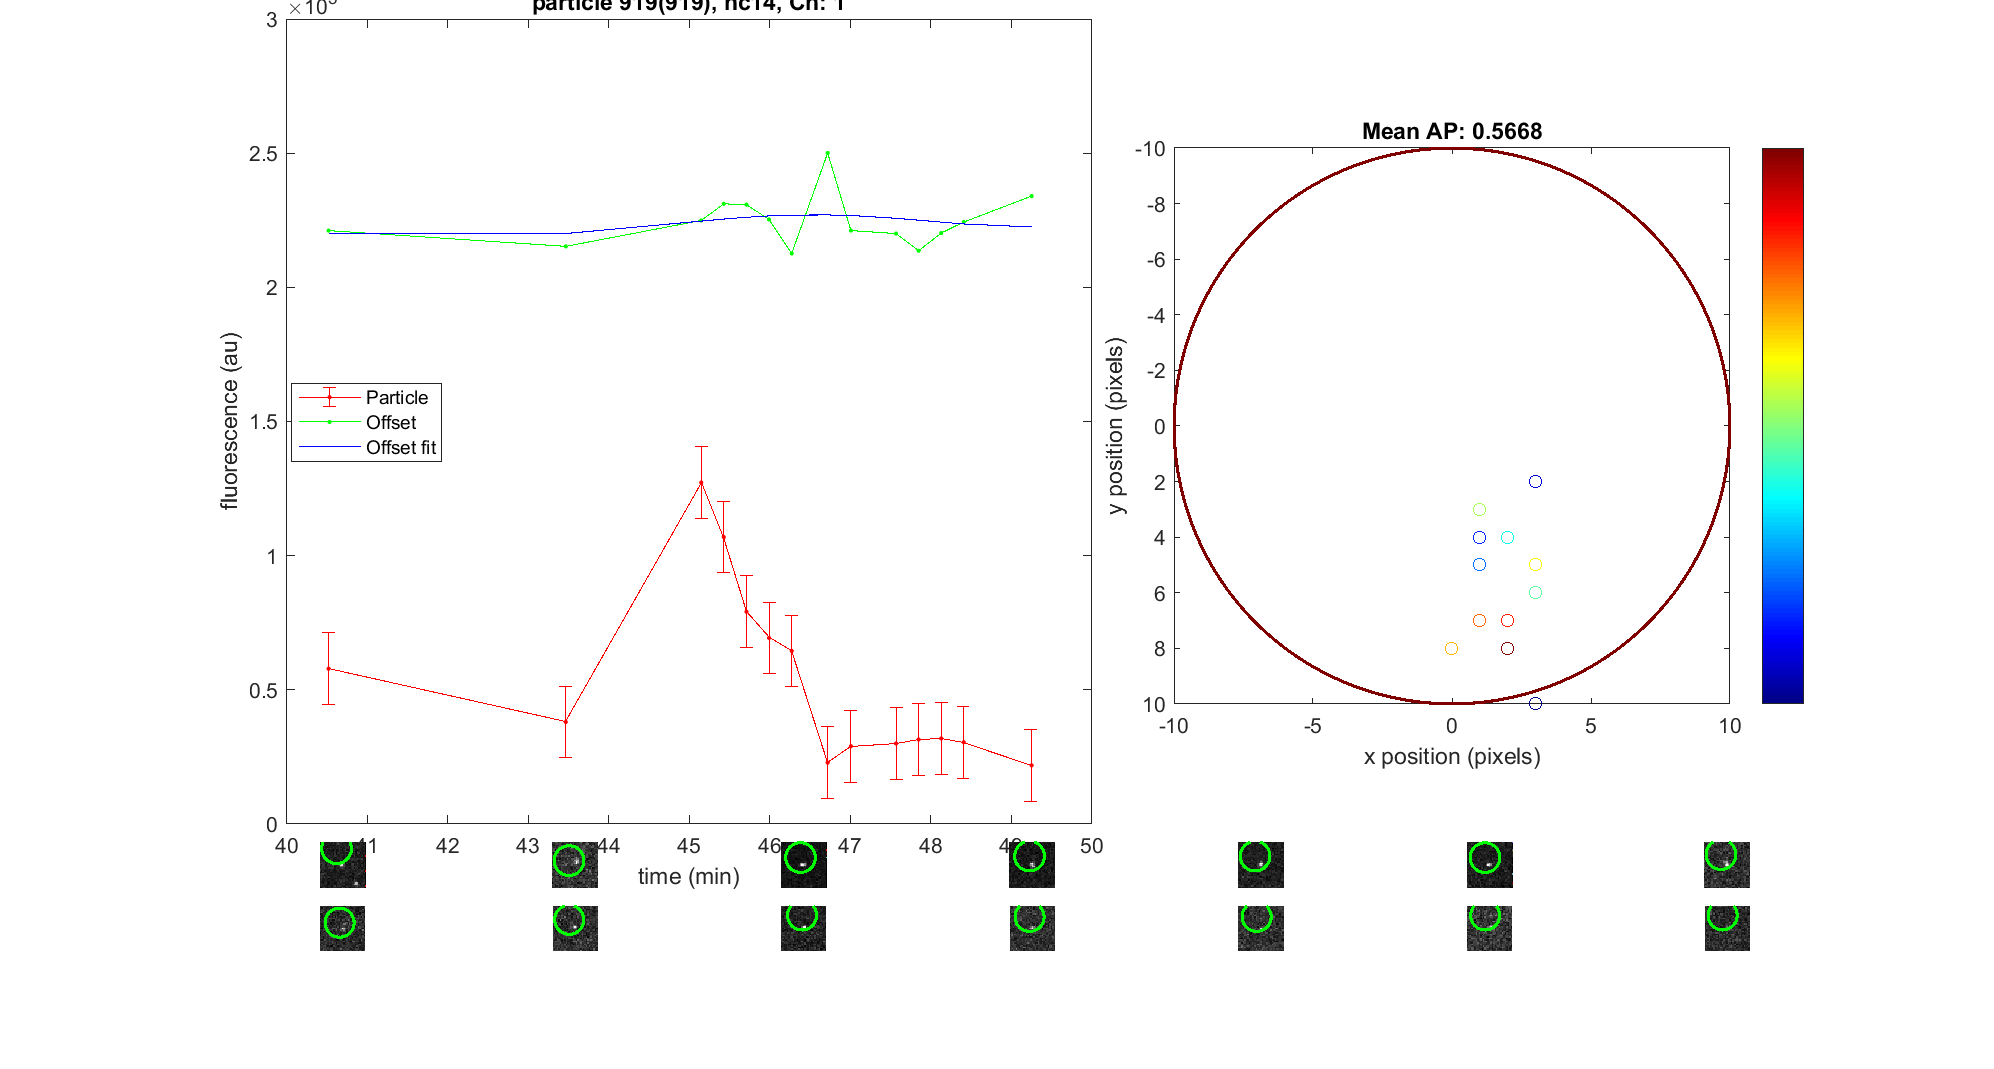 particle 919(919), nc14, Ch: 1
3
2.5
2
1.5
1
0.5
0
fluorescence (au)
Particle
Offset
Offset fit
40 41 42 43 44 45 46 47 48 49 50
time (min)
Mean AP: 0.5668
-10
-8
-6
-4
-2
0
2
4
6
8
10
y position (pixels)
-10 -5 0 5 10
x position (pixels)